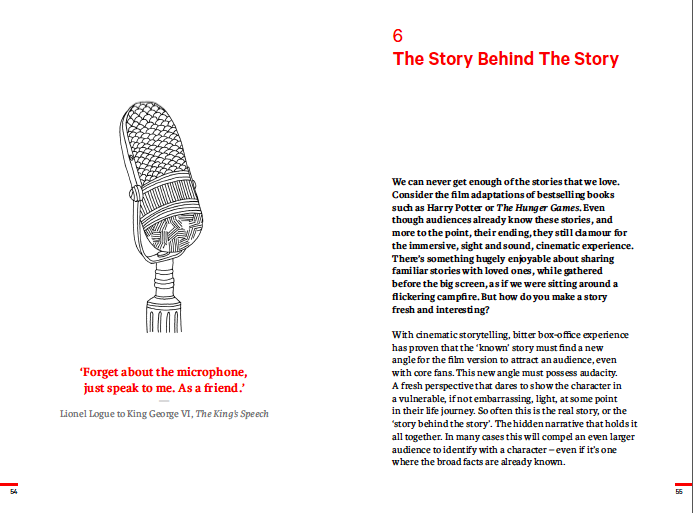 ‘Forget about the microphone,
just speak to me. As a friend.’
Lionel Logue to King George VI, The King’s Speech
54
6
The Story Behind The Story
We can never get enough of the stories that we love.
Consider the film adaptations of bestselling books
such as Harry Potter or The Hunger Games. Even
though audiences already know these stories, and
more to the point, their ending, they still clamour for
the immersive, sight and sound, cinematic experience.
There’s something hugely enjoyable about sharing
familiar stories with loved ones, while gathered
before the big screen, as if we were sitting around a
flickering campfire. But how do you make a story
fresh and interesting?
With cinematic storytelling, bitter box-office experience
has proven that the ‘known’ story must find a new
angle for the film version to attract an audience, even
with core fans. This new angle must possess audacity.
A fresh perspective that dares to show the character in
a vulnerable, if not embarrassing, light, at some point
in their life journey. So often this is the real story, or the
‘story behind the story’. The hidden narrative that holds it
all together. In many cases this will compel an even larger
audience to identify with a character – even if it’s one
where the broad facts are already known.
55